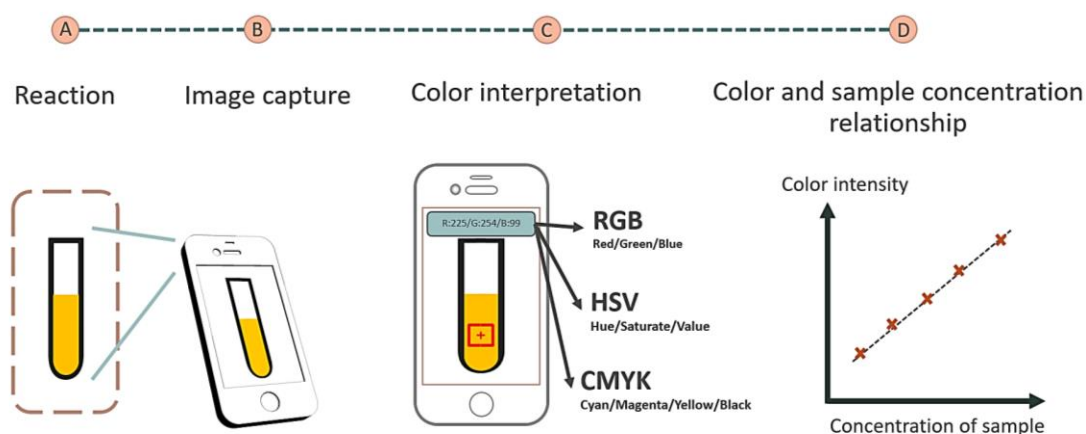 A
B
C
D
Reaction
Image capture
Color interpretation
Color and sample concentration
relationship
R:225/G:254/B:99
RGB
Red/Green/Blue
HSV
Hue/Saturate/Value
CMYK
Cyan/Magenta/Yellow/Black
Color intensity
Concentration of sample